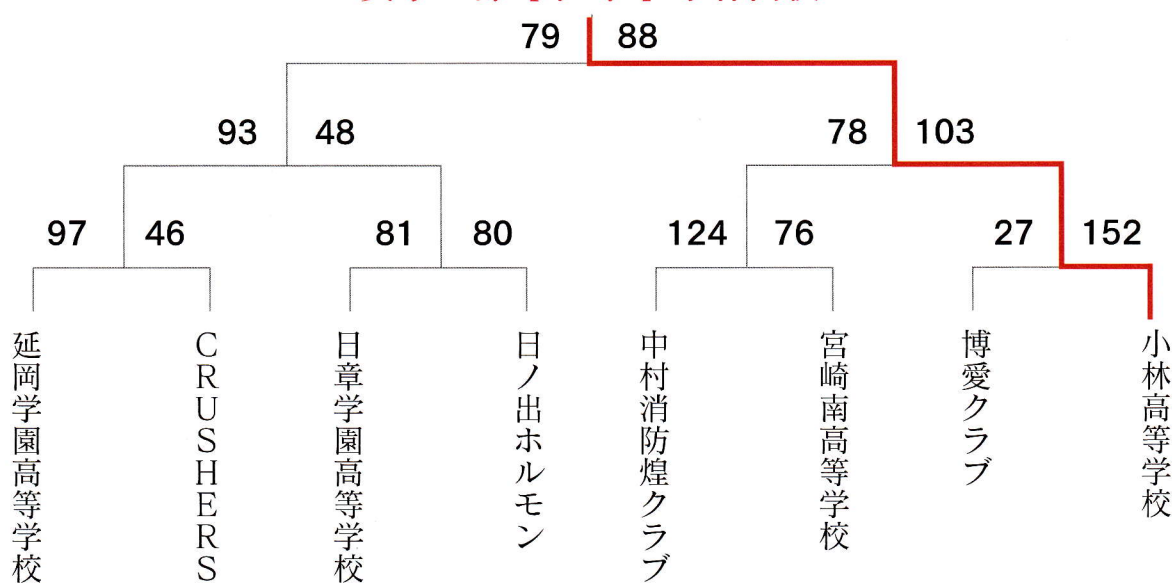 79 88
93 48
78 103
97 46
81 80
124 76
27 152
延岡学園高等学校
CRUSHERS
日章学園高等学校
日ノ出ホルモン
中村消防煌クラブ
宮崎南高等学校
博愛クラブ
小林高等学校